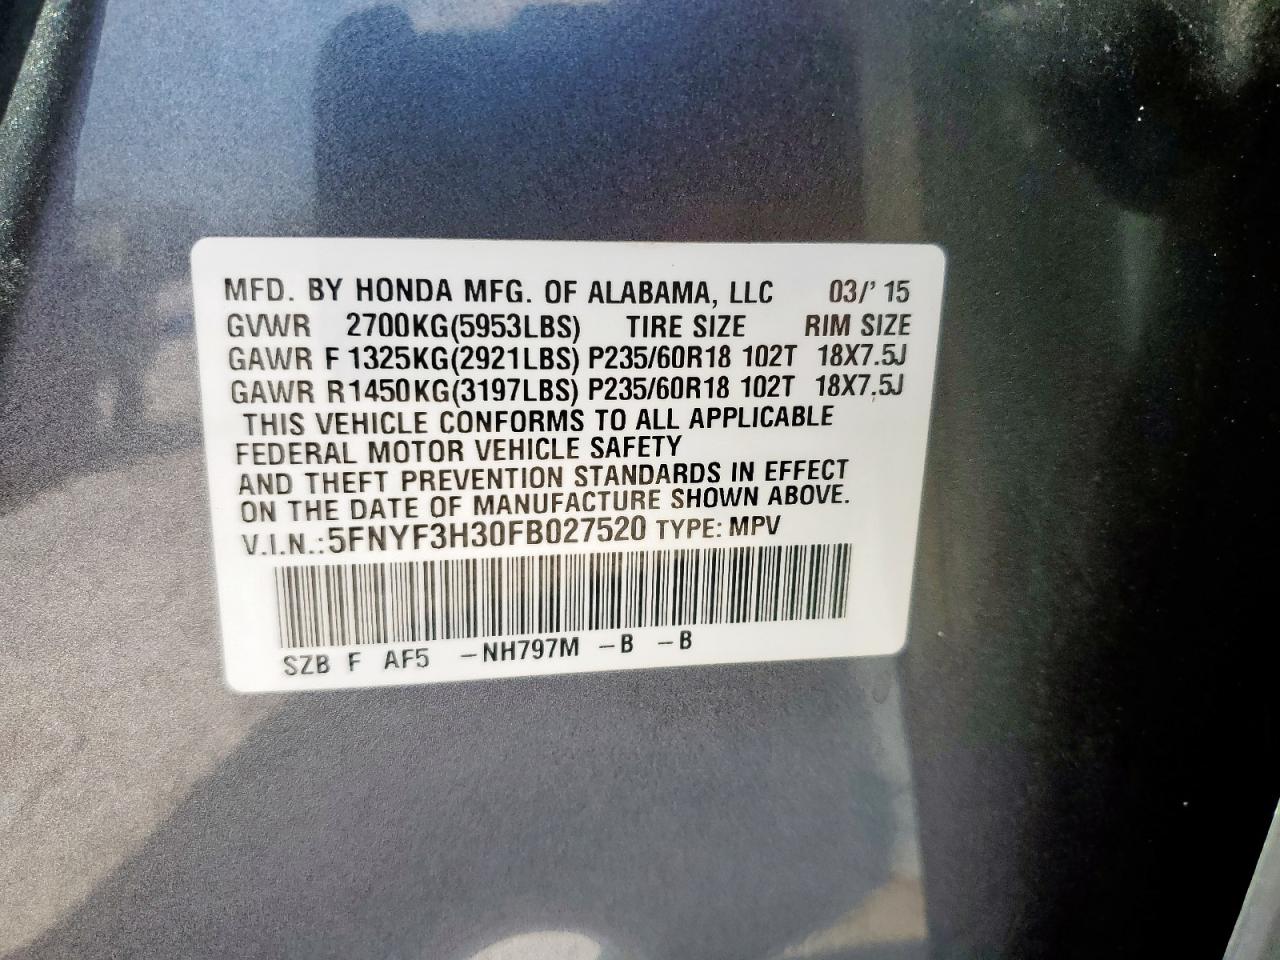 MFD. BY HONDA MFG. OF ALABAMA, LLC 03/'15
GVWR 2700KG(5953LBS) TIRE SIZE RIM SIZE
GAWR F 1325KG(2921LBS) P235/60R18 102T 18X7.5J
GAWR R1450KG(3197LBS) P235/60R18 102T 18X7.5J
THIS VEHICLE CONFORMS TO ALL APPLICABLE
FEDERAL MOTOR VEHICLE SAFETY
AND THEFT PREVENTION STANDARDS IN EFFECT
ON THE DATE OF MANUFACTURE SHOWN ABOVE.
V.I.N.:5FNYF3H30FB027520 TYPE: MPV
SZB F AF5 -NH797M -B -B